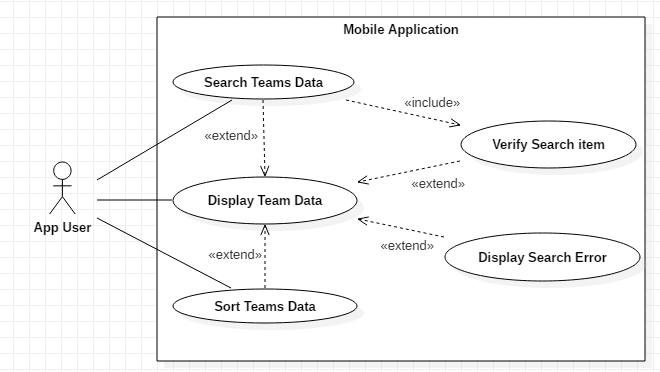 Mobile Application
Search Teams Data
«include»
«extend»
Verify Search item
«extend»
App User
Display Team Data
«extend»
«extend»
Display Search Error
Sort Teams Data